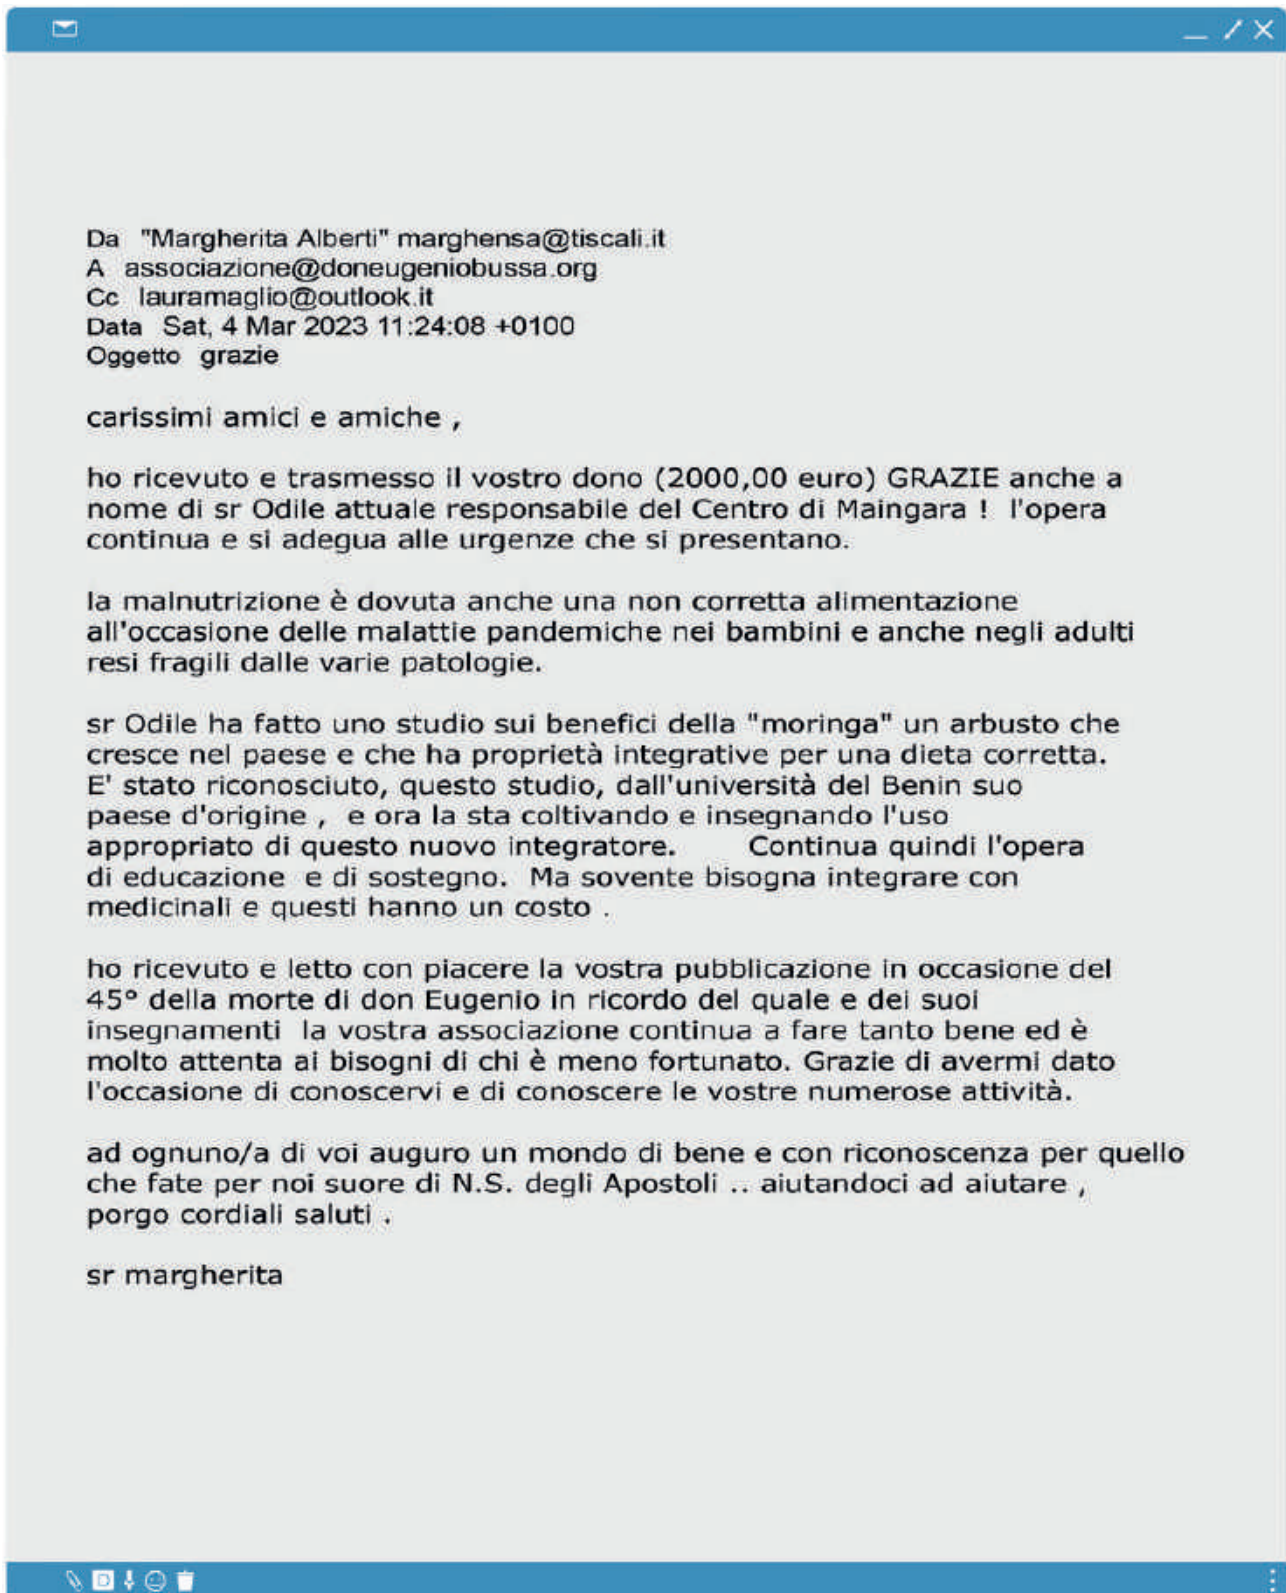 Da "Margherita Alberti" marghensa@tiscali.it
A associazione@doneugeniobussa.org
Cc lauramaglio@outlook.it
Data Sat, 4 Mar 2023 11:24:08 +0100
Oggetto grazie
carissimi amici e amiche ,
ho ricevuto e trasmesso il vostro dono (2000,00 euro) GRAZIE anche a
nome di sr Odile attuale responsabile del Centro di Maingara ! l'opera
continua e si adegua alle urgenze che si presentano.
la malnutrizione è dovuta anche una non corretta alimentazione
all'occasione delle malattie pandemiche nei bambini e anche negli adulti
resi fragili dalle varie patologie.
sr Odile ha fatto uno studio sui benefici della "moringa" un arbusto che
cresce nel paese e che ha proprietà integrative per una dieta corretta.
E' stato riconosciuto, questo studio, dall'università del Benin suo
paese d'origine , e ora la sta coltivando e insegnando l'uso
appropriato di questo nuovo integratore. Continua quindi l'opera
di educazione e di sostegno. Ma sovente bisogna integrare con
medicinali e questi hanno un costo .
ho ricevuto e letto con piacere la vostra pubblicazione in occasione del
45° della morte di don Eugenio in ricordo del quale e dei suoi
insegnamenti la vostra associazione continua a fare tanto bene ed è
molto attenta ai bisogni di chi è meno fortunato. Grazie di avermi dato
l'occasione di conoscervi e di conoscere le vostre numerose attività.
ad ognuno/a di voi auguro un mondo di bene e con riconoscenza per quello
che fate per noi suore di N.S. degli Apostoli .. aiutandoci ad aiutare ,
porgo cordiali saluti .
sr margherita